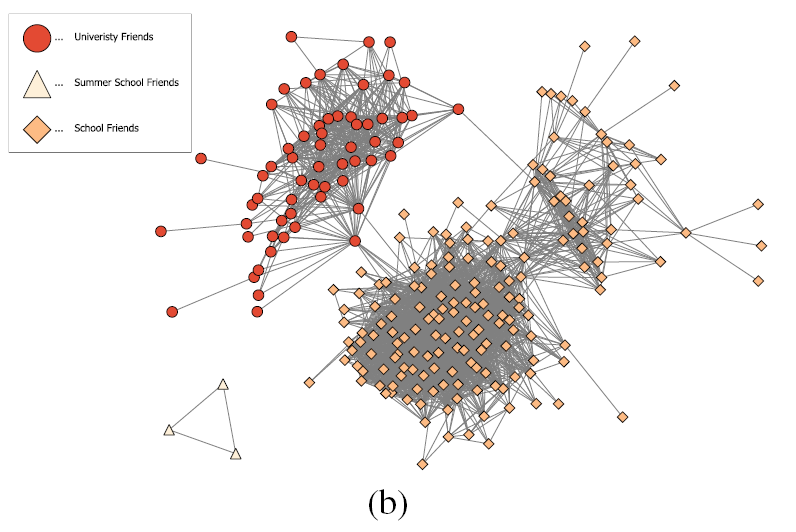 ... Univeristy Friends
... Summer School Friends
... School Friends
(b)